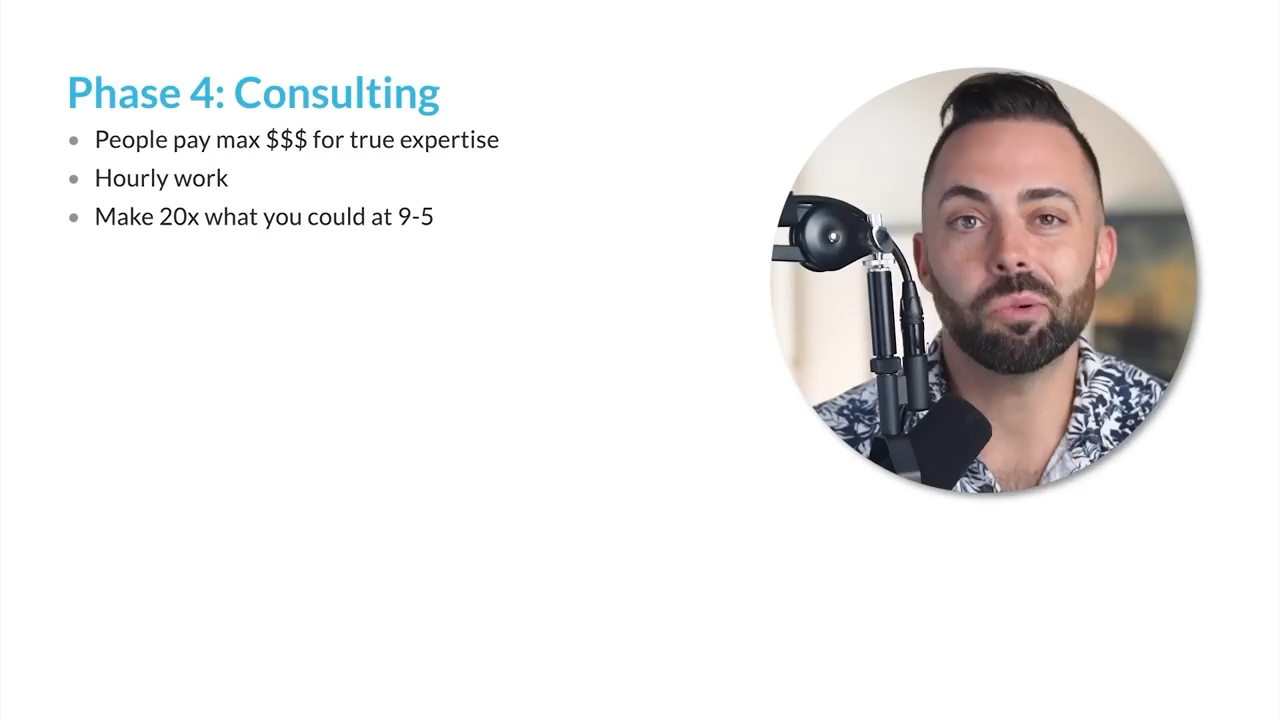 Phase 4: Consulting
• People pay max $$$ for true expertise
• Hourly work
• Make 20x what you could at 9-5